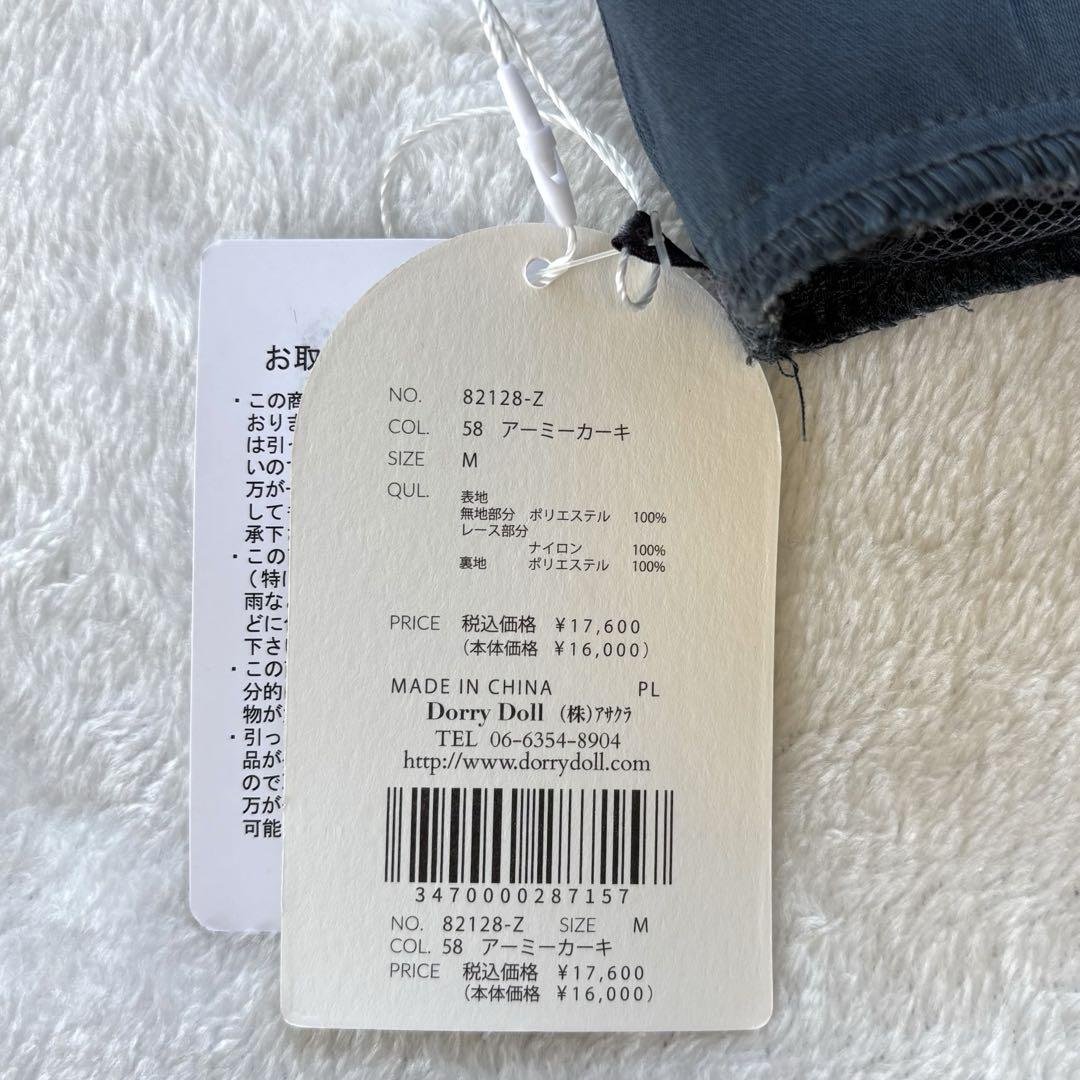 お取
・この商
おりま
は引っ
いので
万が一
して
承下
・この
（特に
雨な
どに
下さい
・この
分的に
物が
・引っ
品が
ので
万が
可能
NO. 82128-Z
COL. 58 アーミーカーキ
SIZE M
QUL. 表地
無地部分 ポリエステル 100%
レース部分
ナイロン 100%
裏地 ポリエステル 100%
PRICE 税込価格 ￥17,600
（本体価格 ￥16,000）
MADE IN CHINA PL
Dorry Doll （株）ｱｻｸﾗ
TEL 06-6354-8904
http://www.dorrydoll.com
3470000287157
NO. 82128-Z SIZE M
COL. 58 アーミーカーキ
PRICE 税込価格 ￥17,600
（本体価格 ￥16,000）